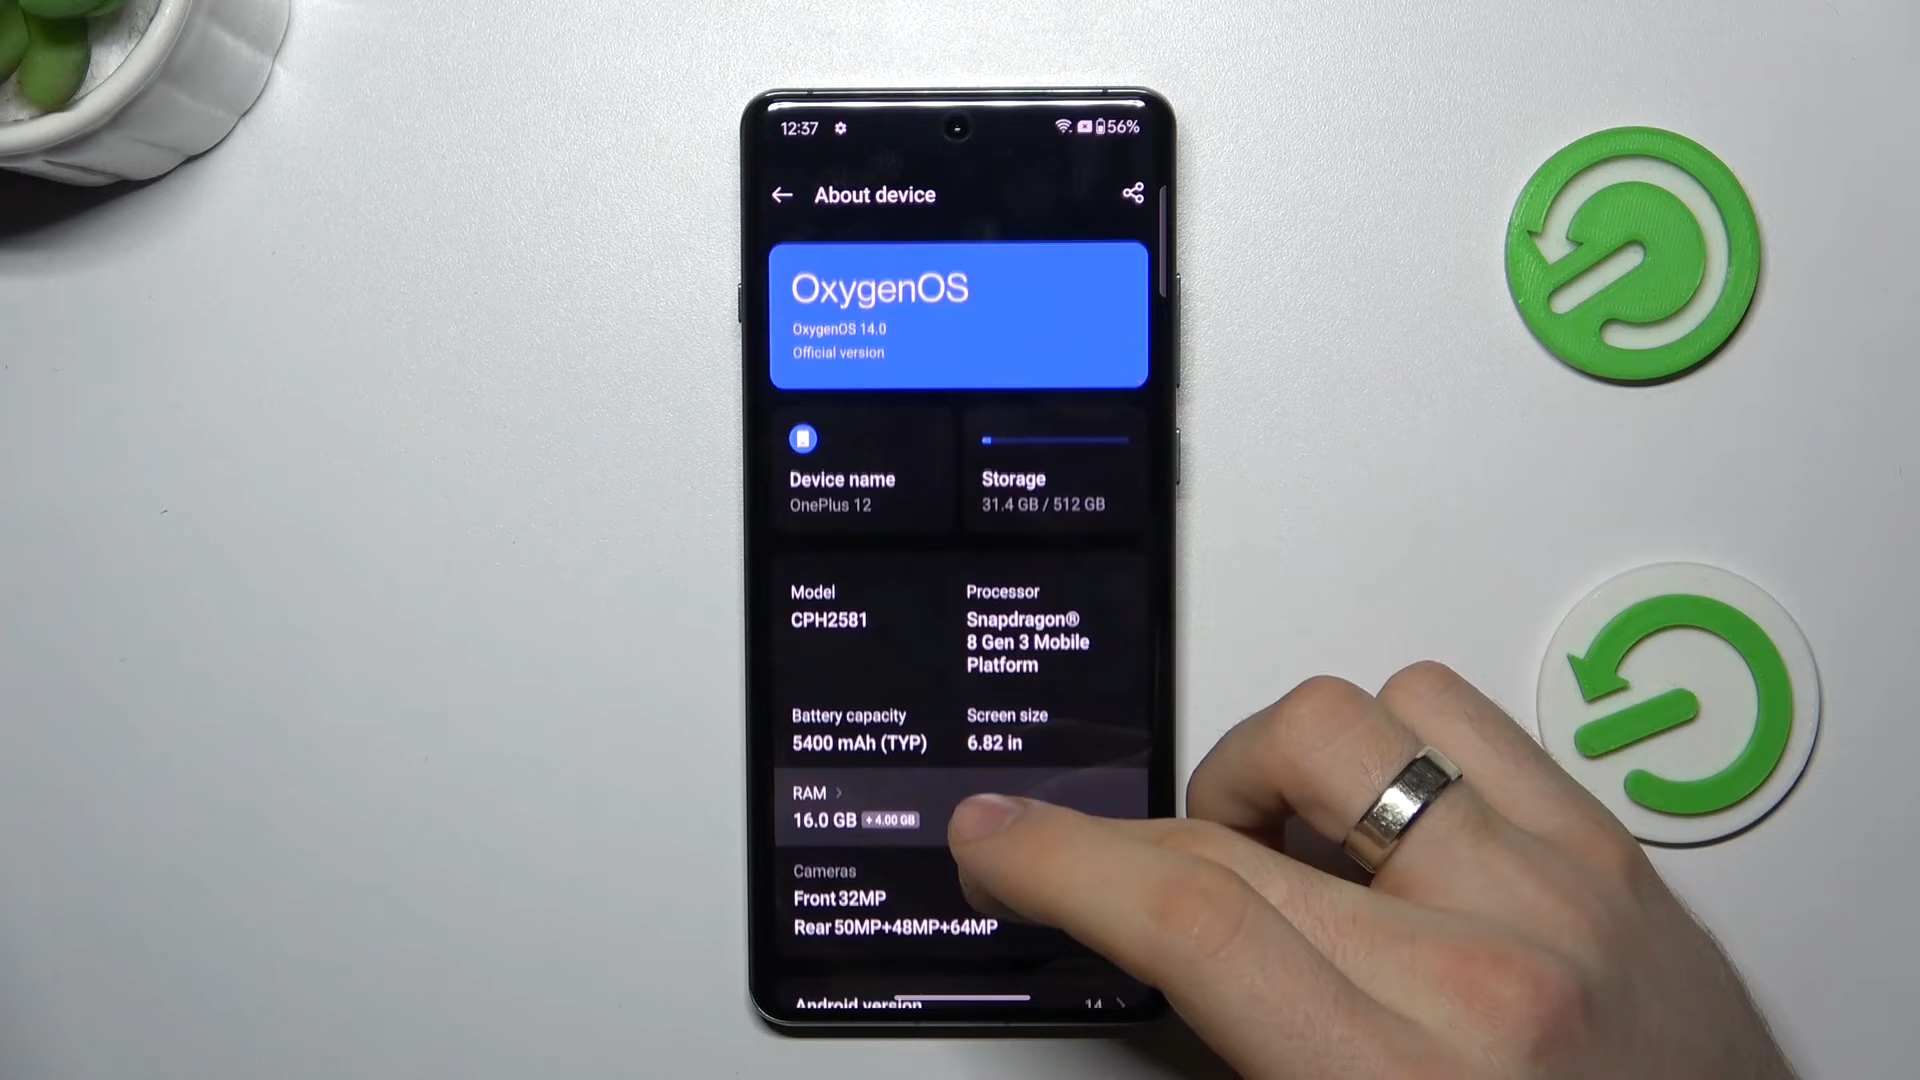 12:37 56%
About device
OxygenOS
OxygenOS 14.0
Official version
Device name
OnePlus 12
Storage
31.4 GB / 512 GB
Model
CPH2581
Processor
Snapdragon®
8 Gen 3 Mobile
Platform
Battery capacity
5400 mAh (TYP)
Screen size
6.82 in
RAM
16.0 GB + 4.00 GB
Cameras
Front 32MP
Rear 50MP+48MP+64MP
Android version 14